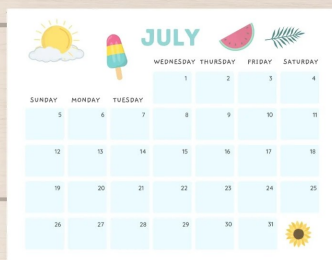 JULY
WEDNESDAY THURSDAY FRIDAY SATURDAY
1 2 3 4
SUNDAY MONDAY TUESDAY
5 6 7 8 9 10 11
12 13 14 15 16 17 18
19 20 21 22 23 24 25
26 27 28 29 30 31